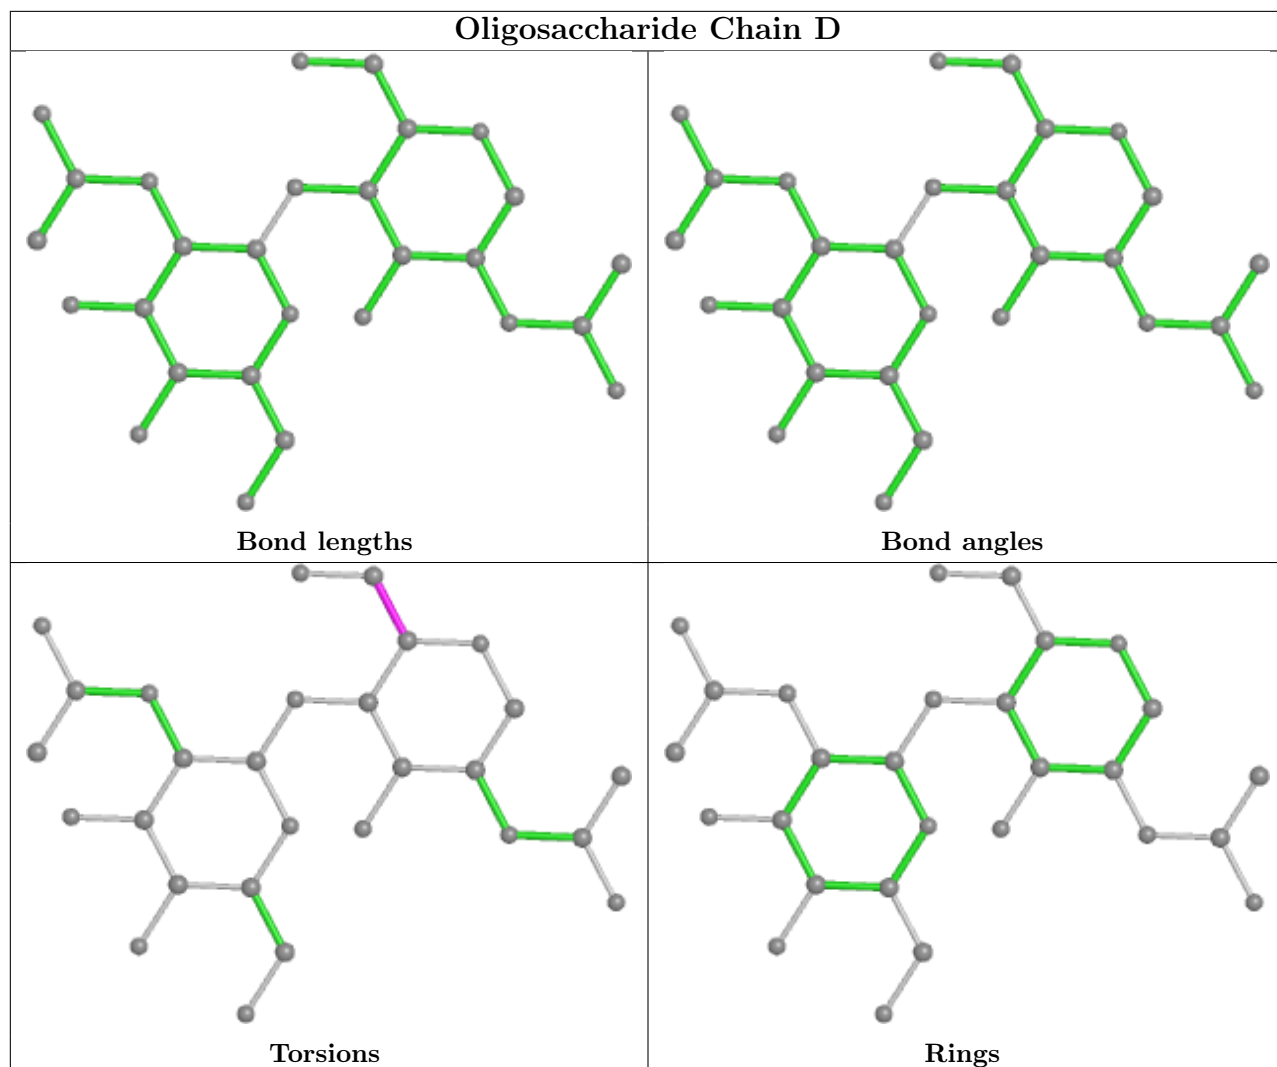 Oligosaccharide Chain D
Bond lengths
Bond angles
Torsions
Rings